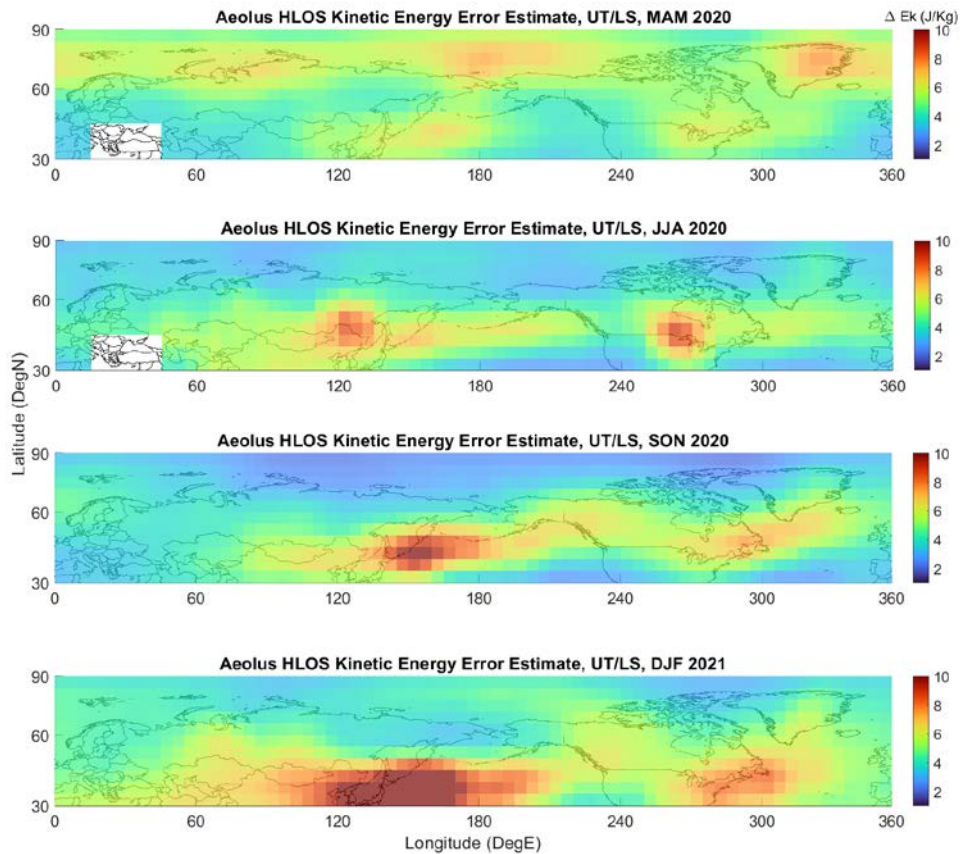 Aeolus HLOS Kinetic Energy Error Estimate, UT/LS, MAM 2020
Δ Ek (J/Kg)
90
60
30
0 60 120 180 240 300 360
10
8
6
4
2
Aeolus HLOS Kinetic Energy Error Estimate, UT/LS, JJA 2020
90
60
30
0 60 120 180 240 300 360
10
8
6
4
2
Latitude (DegN)
Aeolus HLOS Kinetic Energy Error Estimate, UT/LS, SON 2020
90
60
30
0 60 120 180 240 300 360
10
8
6
4
2
Aeolus HLOS Kinetic Energy Error Estimate, UT/LS, DJF 2021
90
60
30
0 60 120 180 240 300 360
10
8
6
4
2
Longitude (DegE)